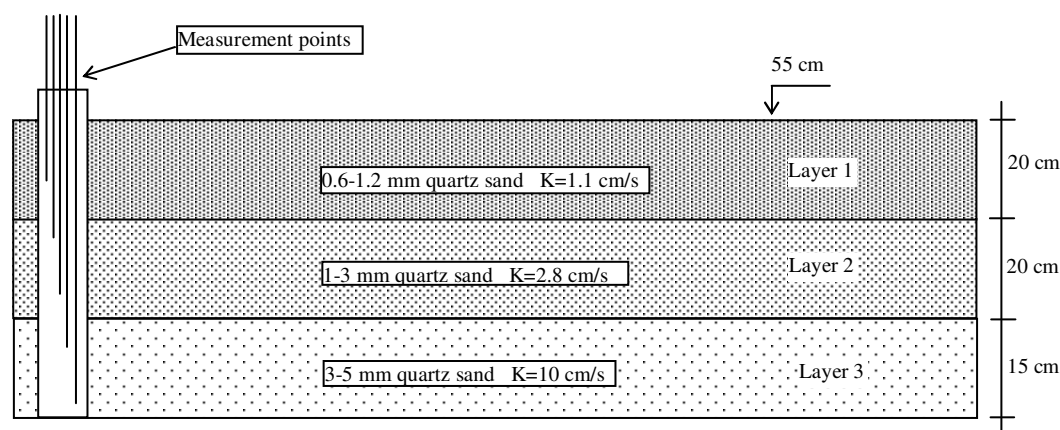 Measurement points
55 cm
0.6-1.2 mm quartz sand K=1.1 cm/s
Layer 1
20 cm
1-3 mm quartz sand K=2.8 cm/s
Layer 2
20 cm
3-5 mm quartz sand K=10 cm/s
Layer 3
15 cm